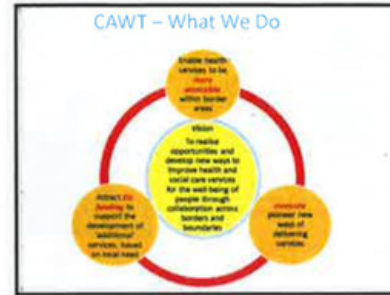 CAWT – What We Do
Enable health
services to be
more
accessible
within border
areas
Vision
To realise
opportunities and
develop new ways to
improve health and
social care services
for the well-being of
people through
collaboration across
borders and
boundaries
Attract EU
funding to
support the
development of
additional
services, based
on local need
pioneer new
ways of
delivering
services